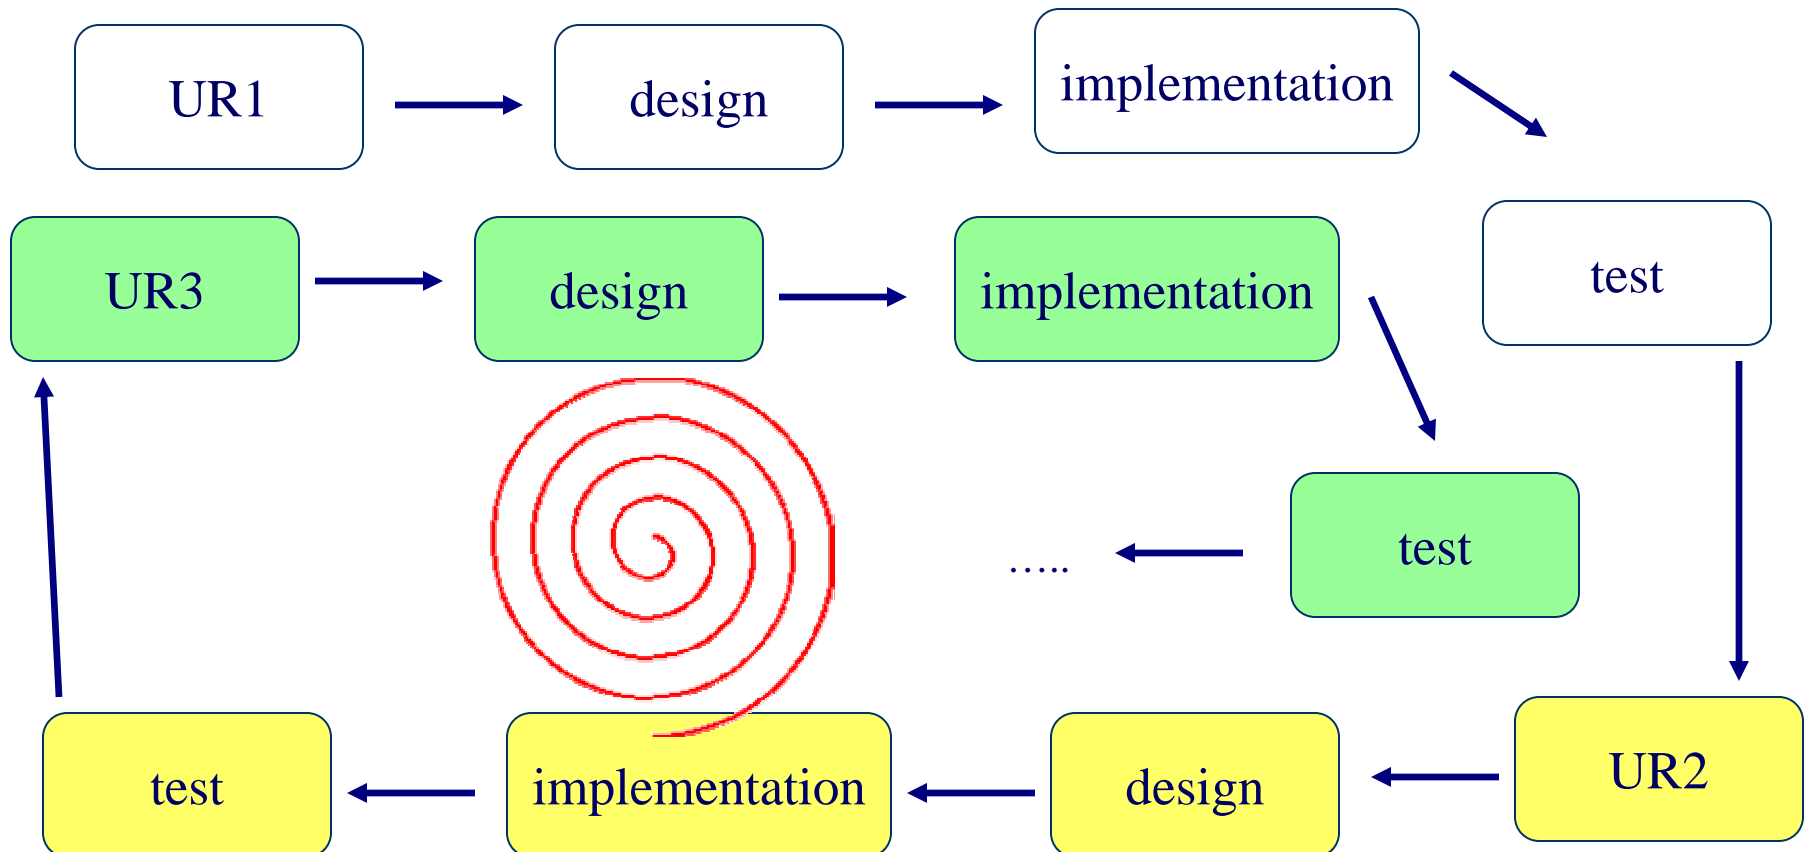 UR1
design
implementation
test
UR2
design
implementation
test
UR3
design
implementation
test
…..